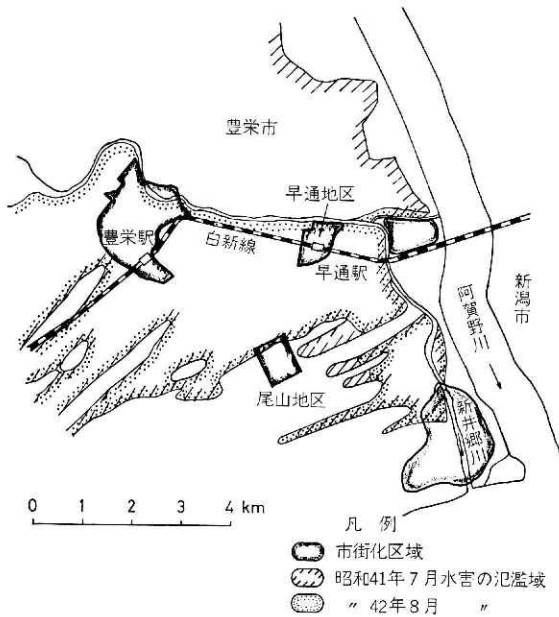 豊栄市
早通地区
豊栄駅
白新線
早通駅
阿賀野川
新潟市
尾山地区
新井郷川
0 1 2 3 4 km
凡例
市街化区域
昭和41年7月水害の氾濫域
〃 42年8月 〃